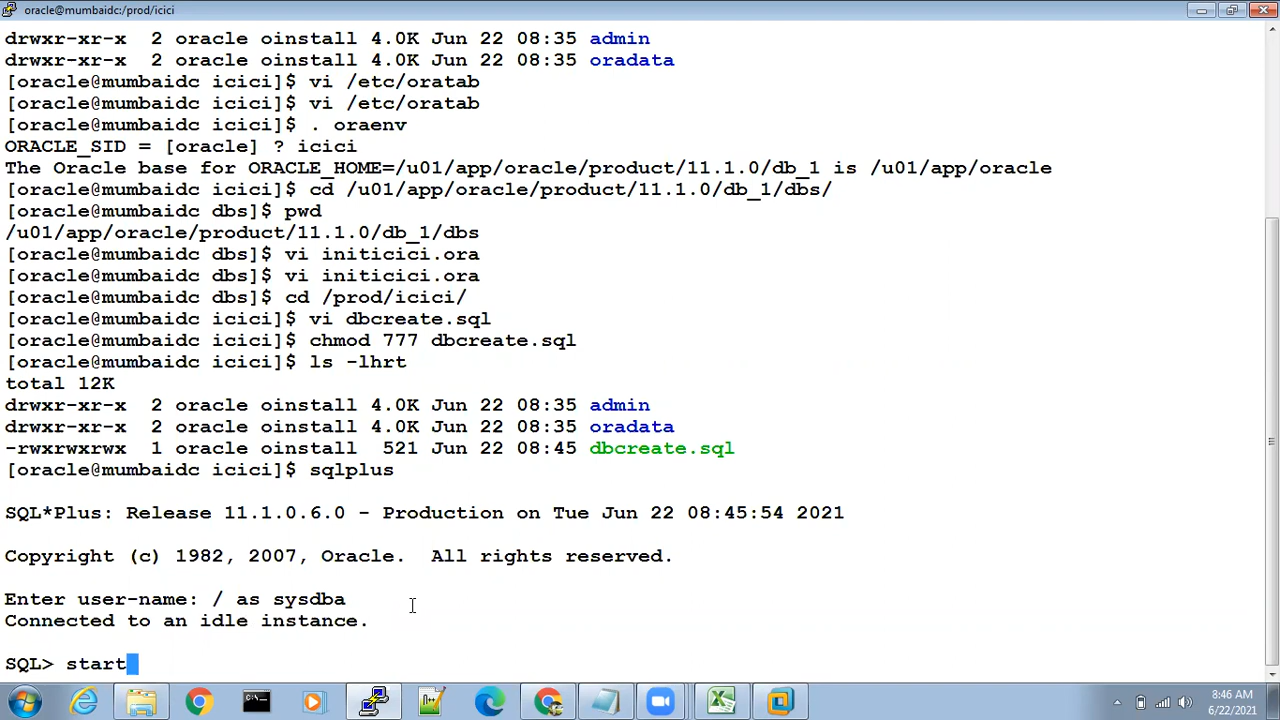 oracle@mumbaidc:/prod/icici
drwxr-xr-x 2 oracle oinstall 4.0K Jun 22 08:35 admin
drwxr-xr-x 2 oracle oinstall 4.0K Jun 22 08:35 oradata
[oracle@mumbaidc icici]$ vi /etc/oratab
[oracle@mumbaidc icici]$ vi /etc/oratab
[oracle@mumbaidc icici]$ . oraenv
ORACLE_SID = [oracle] ? icici
The Oracle base for ORACLE_HOME=/u01/app/oracle/product/11.1.0/db_1 is /u01/app/oracle
[oracle@mumbaidc icici]$ cd /u01/app/oracle/product/11.1.0/db_1/dbs/
[oracle@mumbaidc dbs]$ pwd
/u01/app/oracle/product/11.1.0/db_1/dbs
[oracle@mumbaidc dbs]$ vi initicici.ora
[oracle@mumbaidc dbs]$ vi initicici.ora
[oracle@mumbaidc dbs]$ cd /prod/icici/
[oracle@mumbaidc icici]$ vi dbcreate.sql
[oracle@mumbaidc icici]$ chmod 777 dbcreate.sql
[oracle@mumbaidc icici]$ ls -lhrt
total 12K
drwxr-xr-x 2 oracle oinstall 4.0K Jun 22 08:35 admin
drwxr-xr-x 2 oracle oinstall 4.0K Jun 22 08:35 oradata
-rwxrwxrwx 1 oracle oinstall 521 Jun 22 08:45 dbcreate.sql
[oracle@mumbaidc icici]$ sqlplus
SQL*Plus: Release 11.1.0.6.0 - Production on Tue Jun 22 08:45:54 2021
Copyright (c) 1982, 2007, Oracle. All rights reserved.
Enter user-name: / as sysdba
Connected to an idle instance.
SQL> start
8:46 AM
6/22/2021